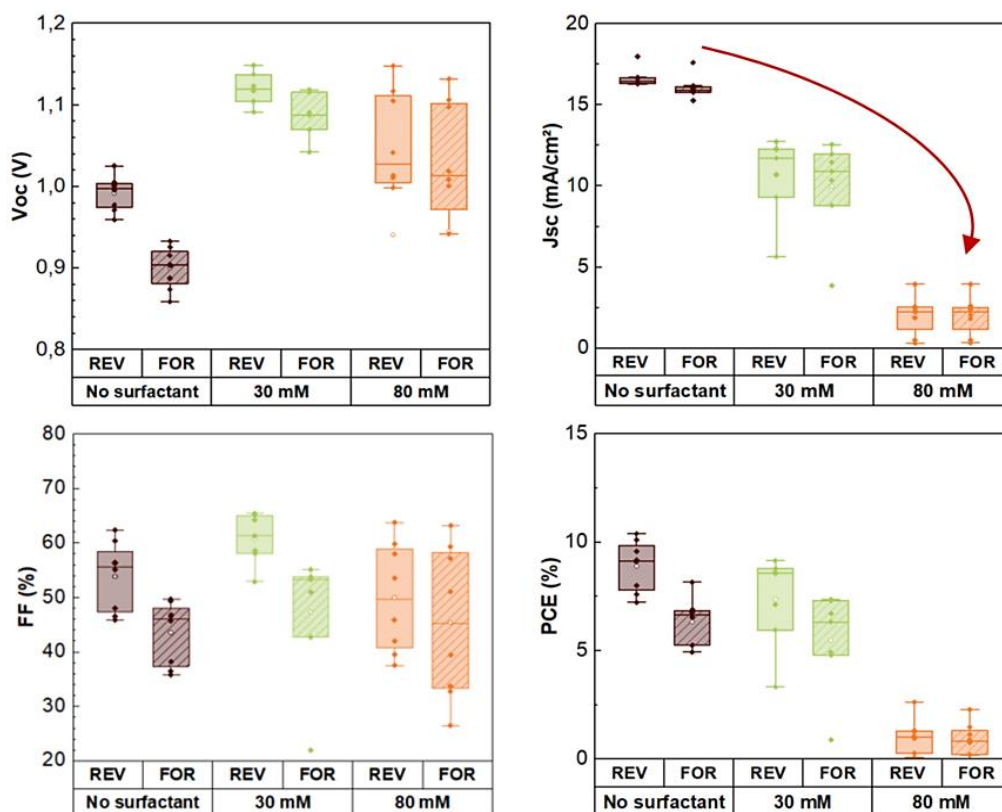 Voc (V)
1,2
1,1
1,0
0,9
0,8
REV FOR REV FOR REV FOR
No surfactant 30 mM 80 mM
Jsc (mA/cm²)
20
15
10
5
0
REV FOR REV FOR REV FOR
No surfactant 30 mM 80 mM
FF (%)
80
70
60
50
40
30
20
REV FOR REV FOR REV FOR
No surfactant 30 mM 80 mM
PCE (%)
15
10
5
0
REV FOR REV FOR REV FOR
No surfactant 30 mM 80 mM